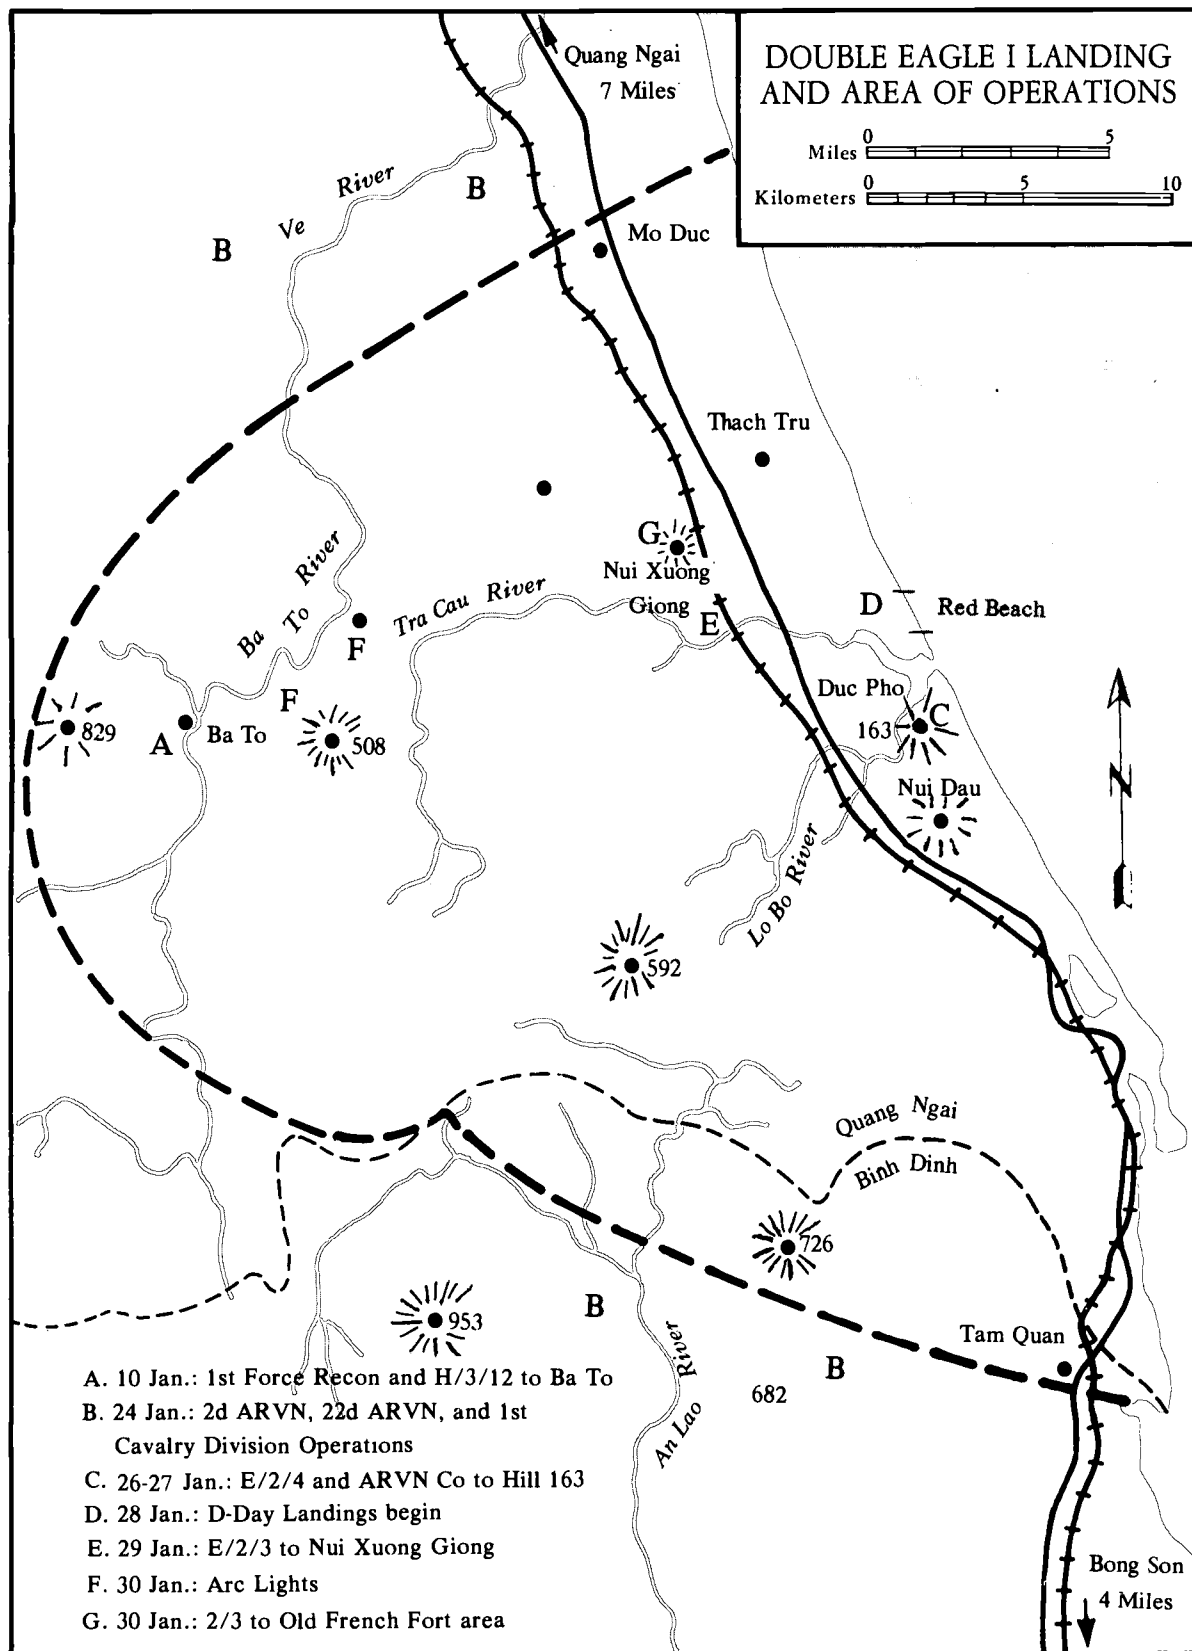 DOUBLE EAGLE I LANDING
AND AREA OF OPERATIONS
Miles 0 5
Kilometers 0 5 10
Quang Ngai
7 Miles
Ve River
B
B
Mo Duc
Thach Tru
G
Nui Xuong
Giong
Ba To River
Tra Cau River
E
D
Red Beach
F
F
829
A
Ba To
508
Duc Pho
163
C
Nui Dau
N
Lo Bo River
592
Quang Ngai
Binh Dinh
726
953
B
B
Tam Quan
682
An Lao River
A. 10 Jan.: 1st Force Recon and H/3/12 to Ba To
B. 24 Jan.: 2d ARVN, 22d ARVN, and 1st
Cavalry Division Operations
C. 26-27 Jan.: E/2/4 and ARVN Co to Hill 163
D. 28 Jan.: D-Day Landings begin
E. 29 Jan.: E/2/3 to Nui Xuong Giong
F. 30 Jan.: Arc Lights
G. 30 Jan.: 2/3 to Old French Fort area
Bong Son
4 Miles